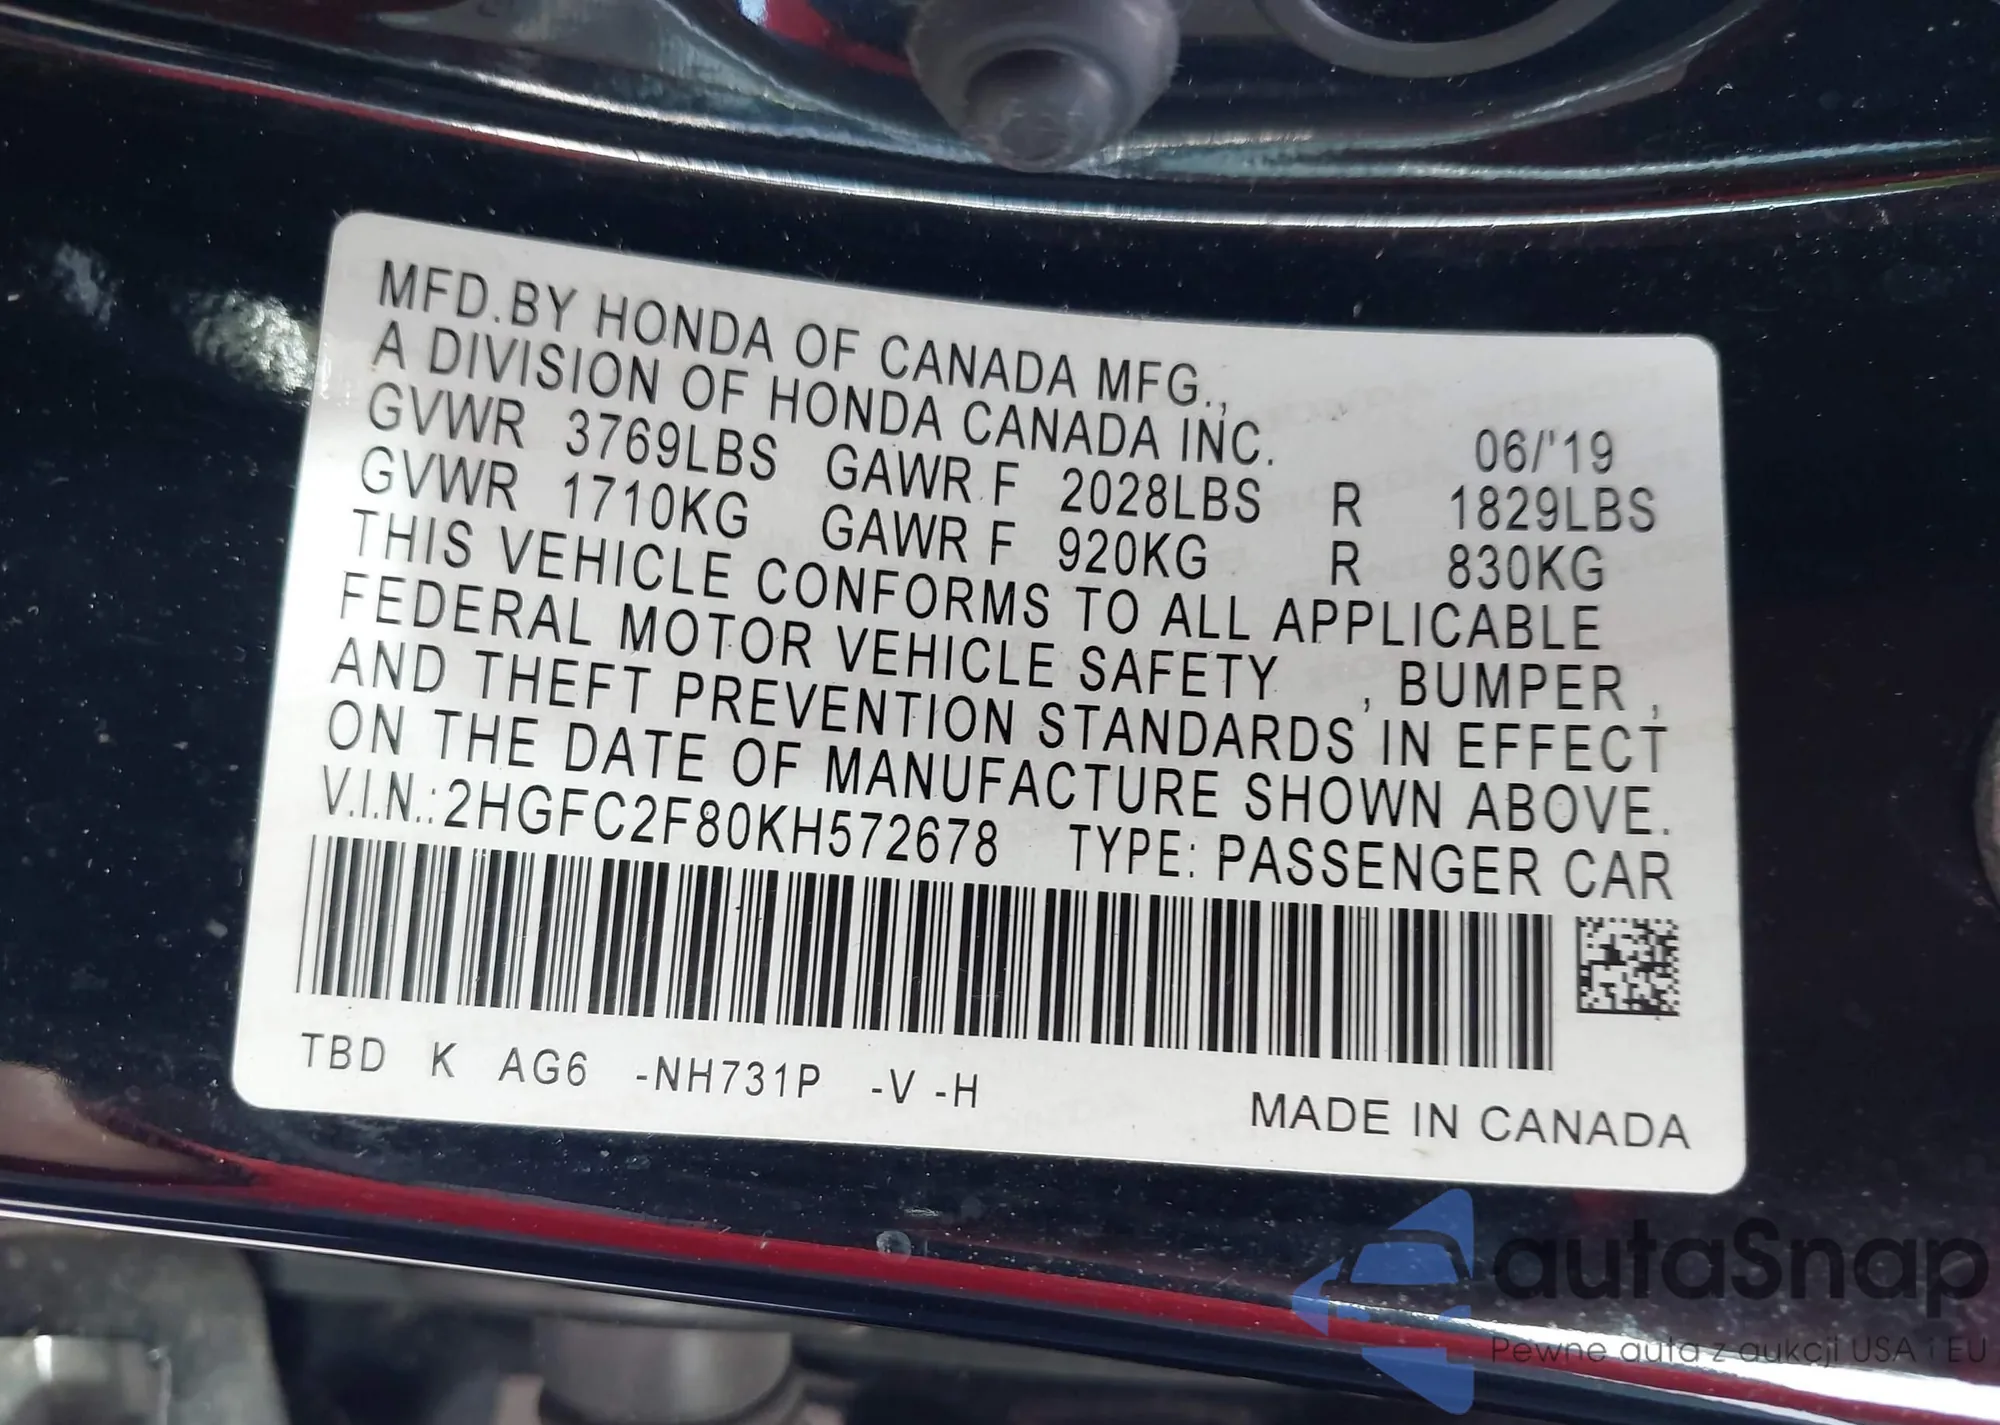 MFD.BY HONDA OF CANADA MFG.,
A DIVISION OF HONDA CANADA INC. 06/'19
GVWR 3769LBS GAWR F 2028LBS R 1829LBS
GVWR 1710KG GAWR F 920KG R 830KG
THIS VEHICLE CONFORMS TO ALL APPLICABLE
FEDERAL MOTOR VEHICLE SAFETY , BUMPER ,
AND THEFT PREVENTION STANDARDS IN EFFECT
ON THE DATE OF MANUFACTURE SHOWN ABOVE.
V.I.N.:2HGFC2F80KH572678 TYPE: PASSENGER CAR
TBD K AG6 -NH731P -V -H
MADE IN CANADA
autaSnap
Pewne auta z aukcji USA i EU